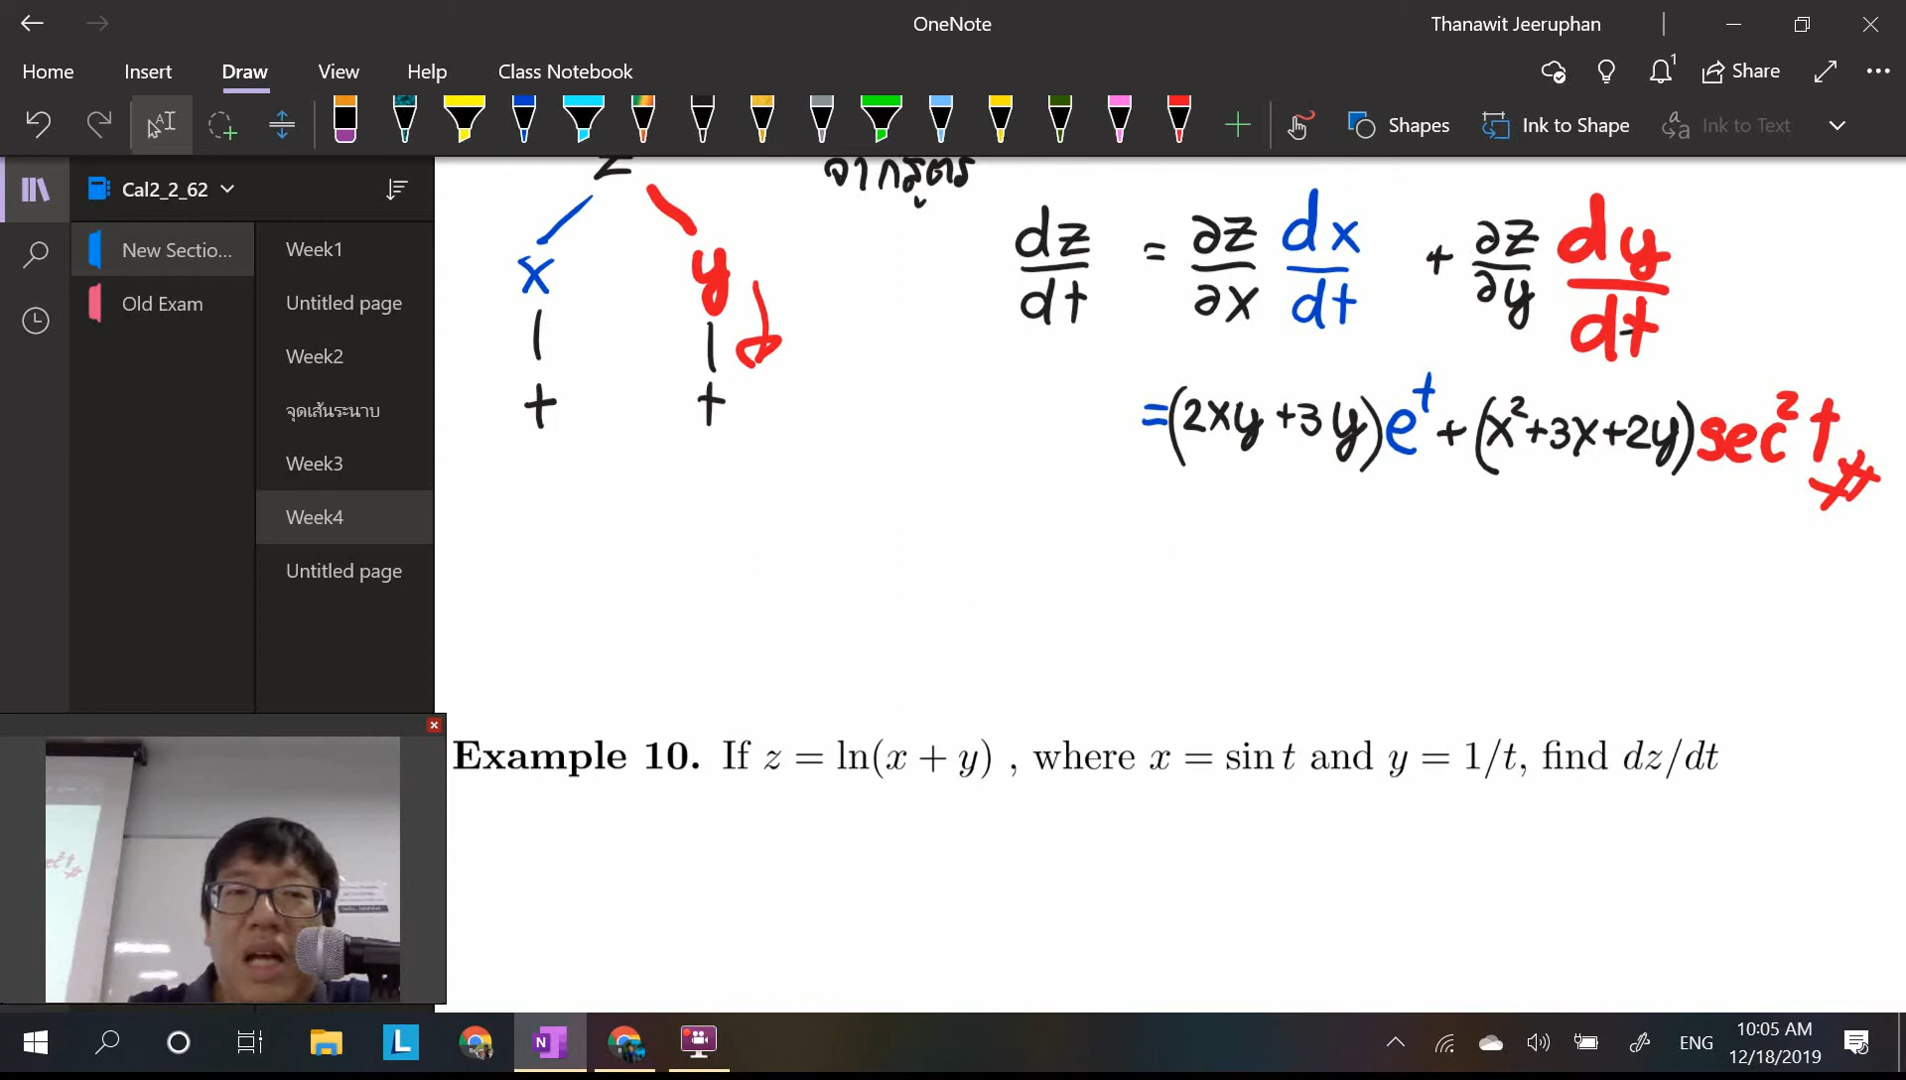 OneNote
Thanawit Jeeruphan
Home Insert Draw View Help Class Notebook
1
Share
Shapes
Ink to Shape
Ink to Text
Cal2_2_62
New Sectio...
Old Exam
Week1
Untitled page
Week2
จุดเส้นระนาบ
Week3
Week4
Untitled page
z
จากสูตร
x y
t t
dz/dt = ∂z/∂x dx/dt + ∂z/∂y dy/dt
=(2xy+3y)e^t+(x²+3x+2y)sec²t #
Example 10. If z = ln(x + y) , where x = sin t and y = 1/t, find dz/dt
ENG
10:05 AM
12/18/2019